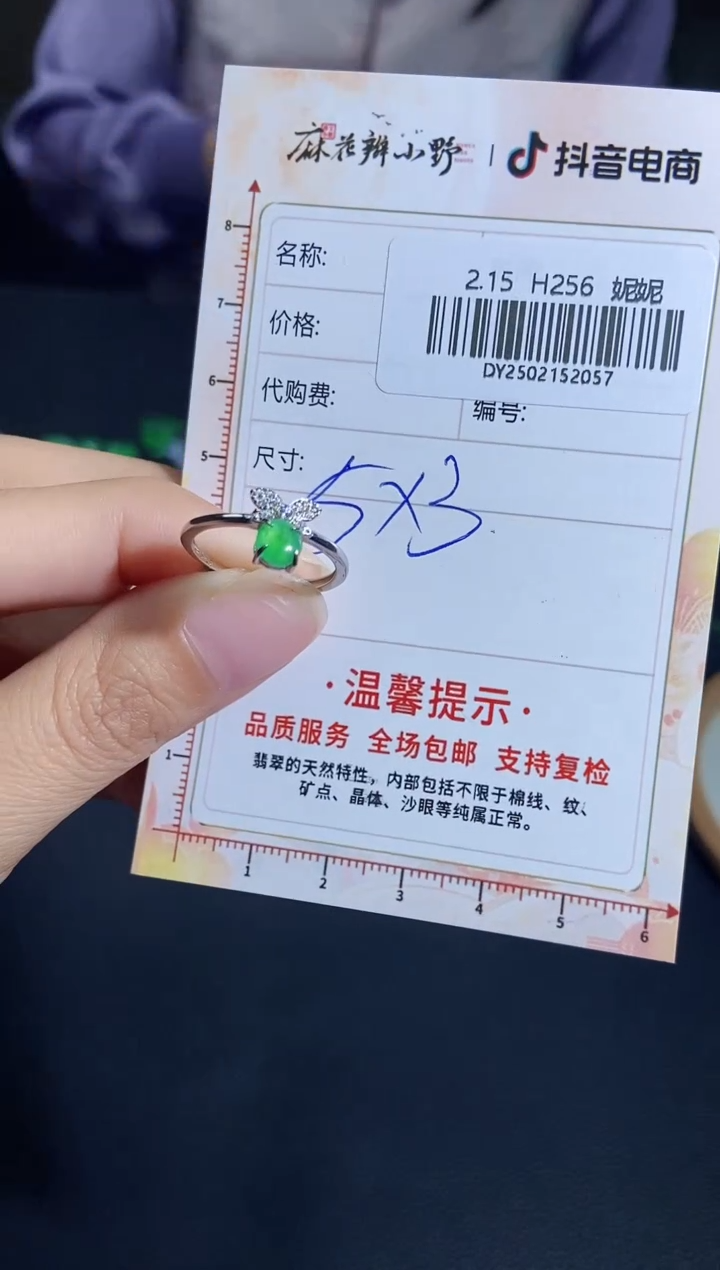 麻花辫小野 | 抖音电商
名称:
2.15 H256 妮妮
DY2502152057
价格:
代购费:
编号:
尺寸: 5X3
·温馨提示·
品质服务 全场包邮 支持复检
翡翠的天然特性，内部包括不限于棉线、纹、
矿点、晶体、沙眼等纯属正常。
8
7
6
5
1
1 2 3 4 5 6